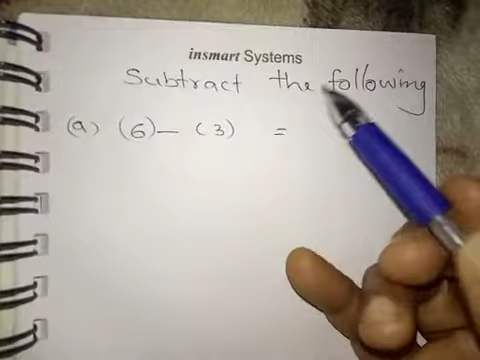 insmart Systems
Subtract the following
(a) (6) – (3) =